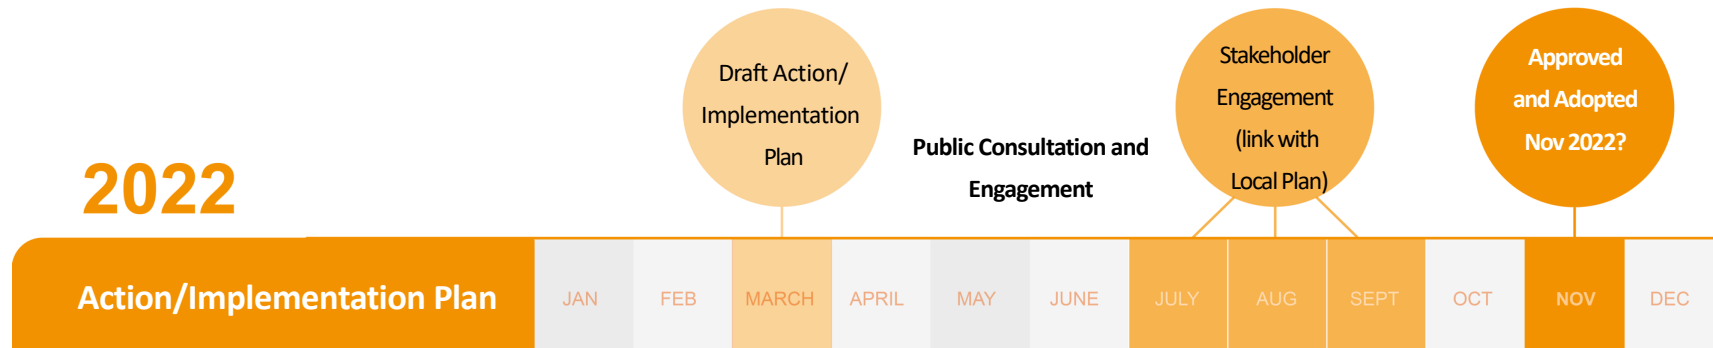 2022
Draft Action/
Implementation
Plan
Public Consultation and
Engagement
Stakeholder
Engagement
(link with
Local Plan)
Approved
and Adopted
Nov 2022?
Action/Implementation Plan
JAN FEB MARCH APRIL MAY JUNE JULY AUG SEPT OCT NOV DEC